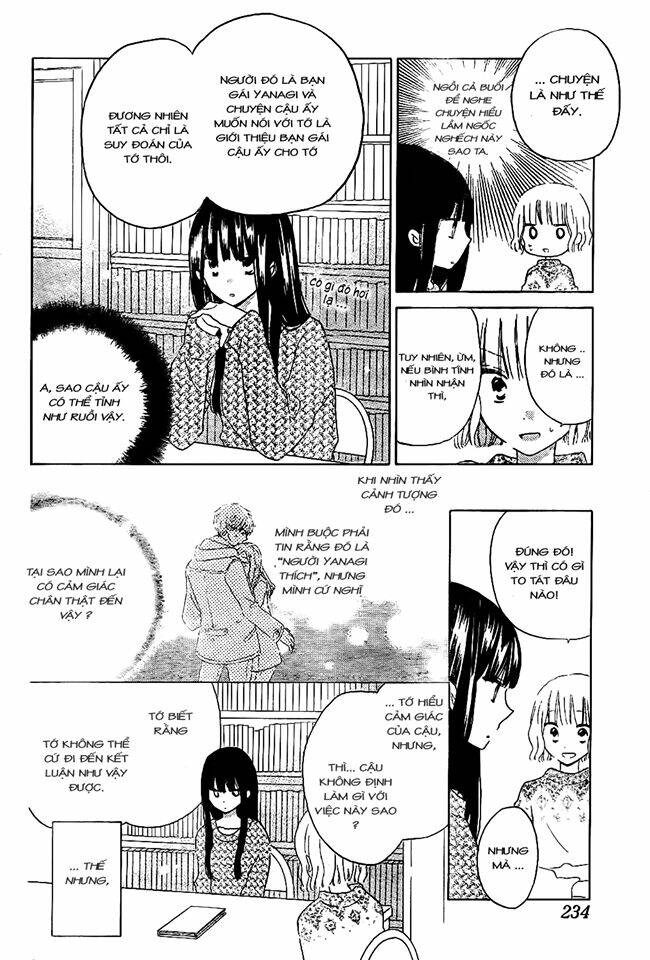 ... CHUYỆN
LÀ NHƯ THẾ
ĐẤY.
NGỒI CẢ BUỔI
ĐỂ NGHE
CHUYỆN HIỂU
LẦM NGỐC
NGHẾCH NÀY
SAO TA.
NGƯỜI ĐÓ LÀ BẠN
GÁI YANAGI
VÀ
CHUYỆN CẬU ẤY
MUỐN NÓI VỚI TỚ LÀ
GIỚI THIỆU BẠN GÁI
CẬU ẤY CHO TỚ
ĐƯƠNG NHIÊN
TẤT CẢ CHỈ LÀ
SUY ĐOÁN CỦA
TỚ THÔI.
có gì đó hơi
lạ ...
A, SAO CẬU ẤY
CÓ THỂ TỈNH
NHƯ RUỒI VẬY.
KHÔNG ..
NHƯNG
ĐÓ LÀ ...
TUY NHIÊN, ỪM,
NẾU BÌNH TĨNH
NHÌN NHẬN
THÌ,
ĐÚNG ĐÓ!
VẬY THÌ CÓ GÌ
TO TÁT ĐÂU
NÀO!
NHƯNG
MÀ ...
KHI NHÌN THẤY
CẢNH TƯỢNG
ĐÓ ...
MÌNH BUỘC PHẢI
TIN RẰNG ĐÓ LÀ
"NGƯỜI YANAGI
THÍCH", NHƯNG
MÌNH CỨ NGHĨ
TẠI SAO MÌNH LẠI
CÓ CẢM GIÁC
CHÂN THẬT ĐẾN
VẬY ?
... TỚ HIỂU
CẢM GIÁC
CỦA CẬU,
NHƯNG,
THÌ... CẬU
KHÔNG ĐỊNH
LÀM GÌ VỚI
VIỆC NÀY SAO
?
TỚ BIẾT
RẰNG
TỚ KHÔNG THỂ
CỨ ĐI ĐẾN KẾT
LUẬN NHƯ VẬY
ĐƯỢC.
... THẾ
NHƯNG,
234